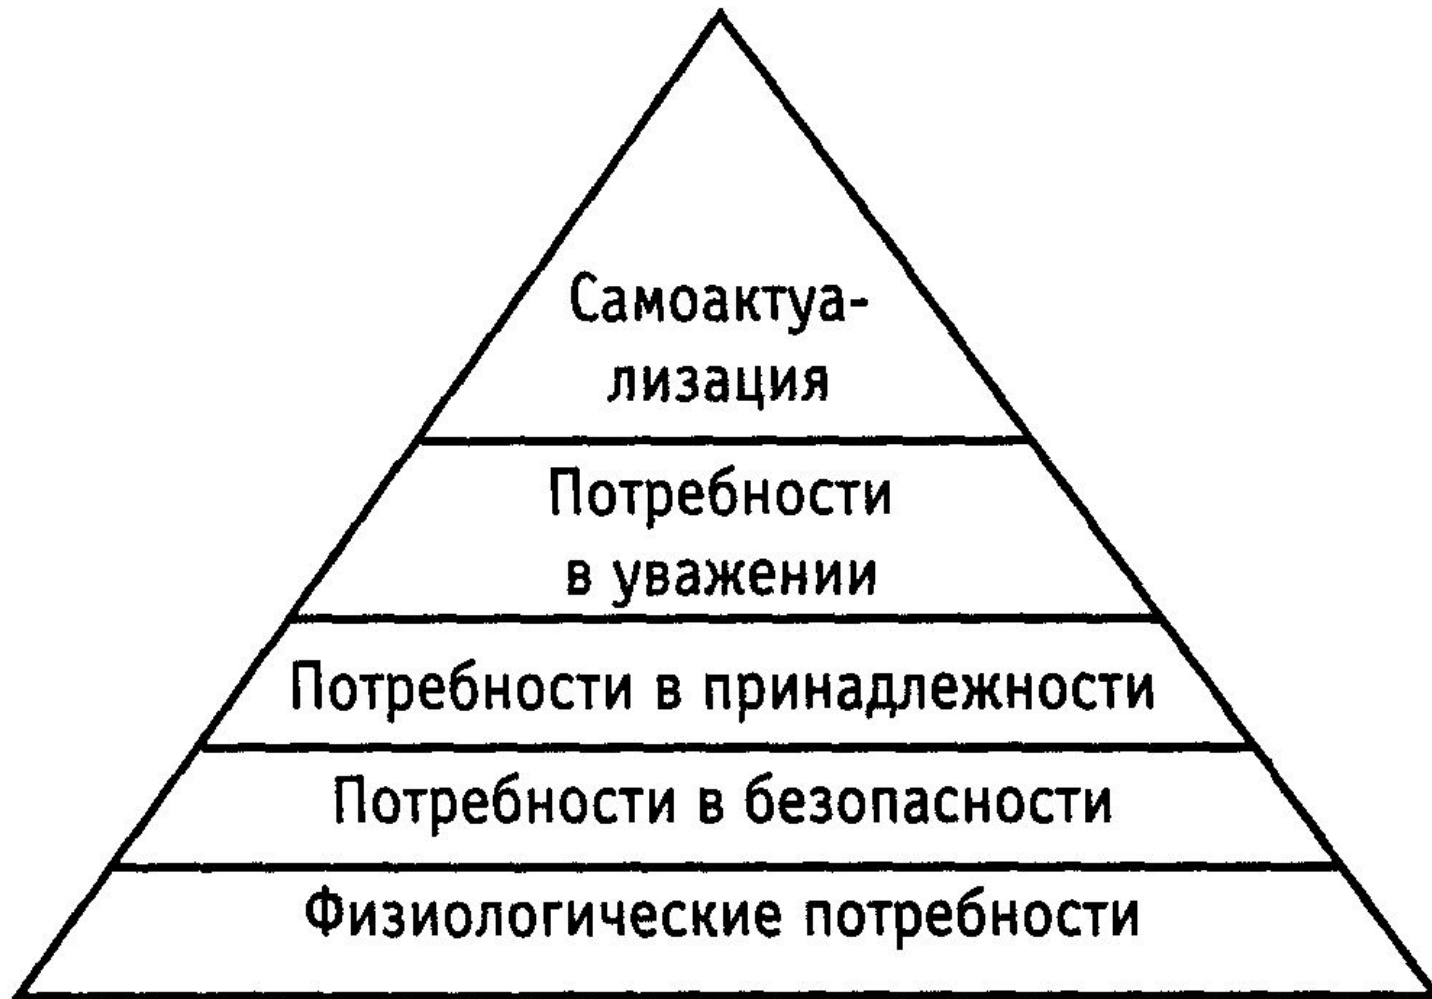 Самоактуа-
лизация
Потребности
в уважении
Потребности в принадлежности
Потребности в безопасности
Физиологические потребности